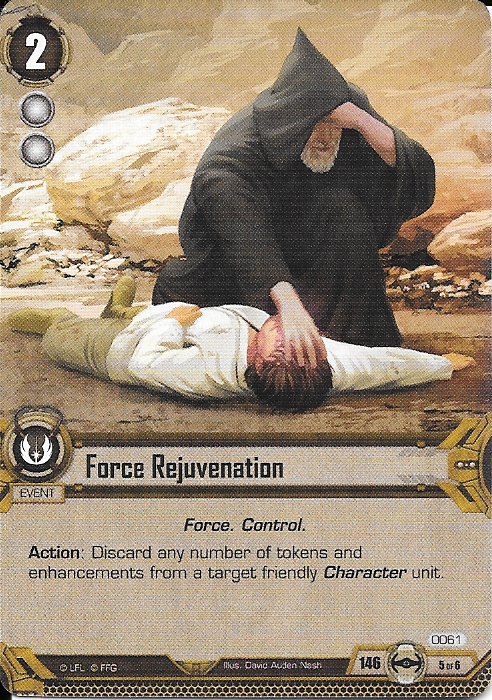 2
Force Rejuvenation
EVENT
Force. Control.
Action: Discard any number of tokens and
enhancements from a target friendly Character unit.
0061
© LFL © FFG
Illus. David Auden Nash
146
5 of 6